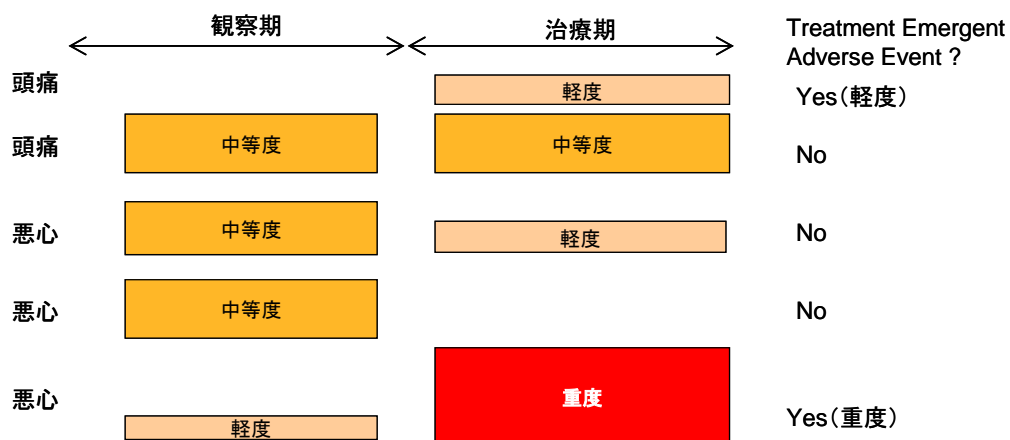 観察期
治療期
Treatment Emergent
Adverse Event ?
頭痛
軽度
Yes(軽度)
頭痛
中等度
中等度
No
悪心
中等度
軽度
No
悪心
中等度
No
悪心
軽度
重度
Yes(重度)